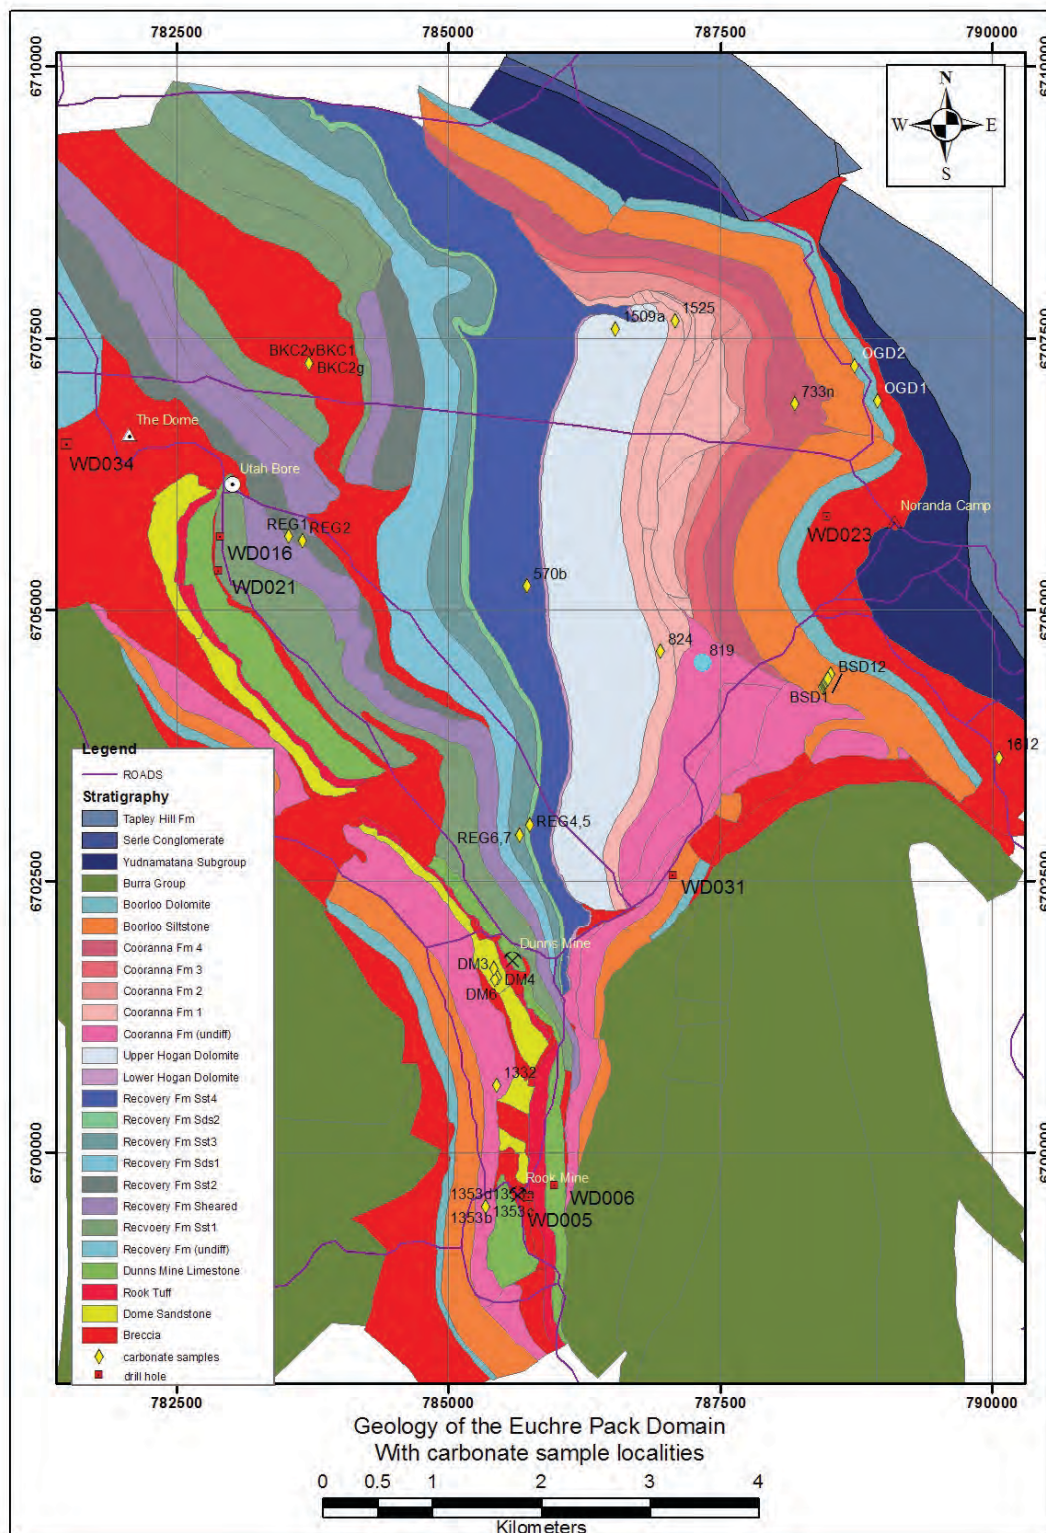 782500 785000 787500 790000
6710000 6710000
N
W E
S
1509a 1525
6707500 6707500
BKC2vBKC1
BKC2g
OGD2
OGD1
733n
The Dome
WD034
Utah Bore
Noranda Camp
REG1 REG2
WD023
WD016
WD021
570b
6705000 6705000
824 819
BSD12
BSD1
1612
REG4,5
REG6,7
6702500 6702500
WD031
Dunns Mine
DM3
DM4
DM6
1332
6700000 6700000
Rook Mine
WD006
1353c
1353b
WD005
Legend
ROADS
Stratigraphy
Tapley Hill Fm
Serle Conglomerate
Yudnamatana Subgroup
Burra Group
Boorloo Dolomite
Boorloo Siltstone
Cooranna Fm 4
Cooranna Fm 3
Cooranna Fm 2
Cooranna Fm 1
Cooranna Fm (undiff)
Upper Hogan Dolomite
Lower Hogan Dolomite
Recovery Fm Sst4
Recovery Fm Sds2
Recovery Fm Sst3
Recovery Fm Sds1
Recovery Fm Sst2
Recovery Fm Sheared
Recvoery Fm Sst1
Recovery Fm (undiff)
Dunns Mine Limestone
Rook Tuff
Dome Sandstone
Breccia
carbonate samples
drill hole
782500 785000 787500 790000
Geology of the Euchre Pack Domain
With carbonate sample localities
0 0.5 1 2 3 4
Kilometers